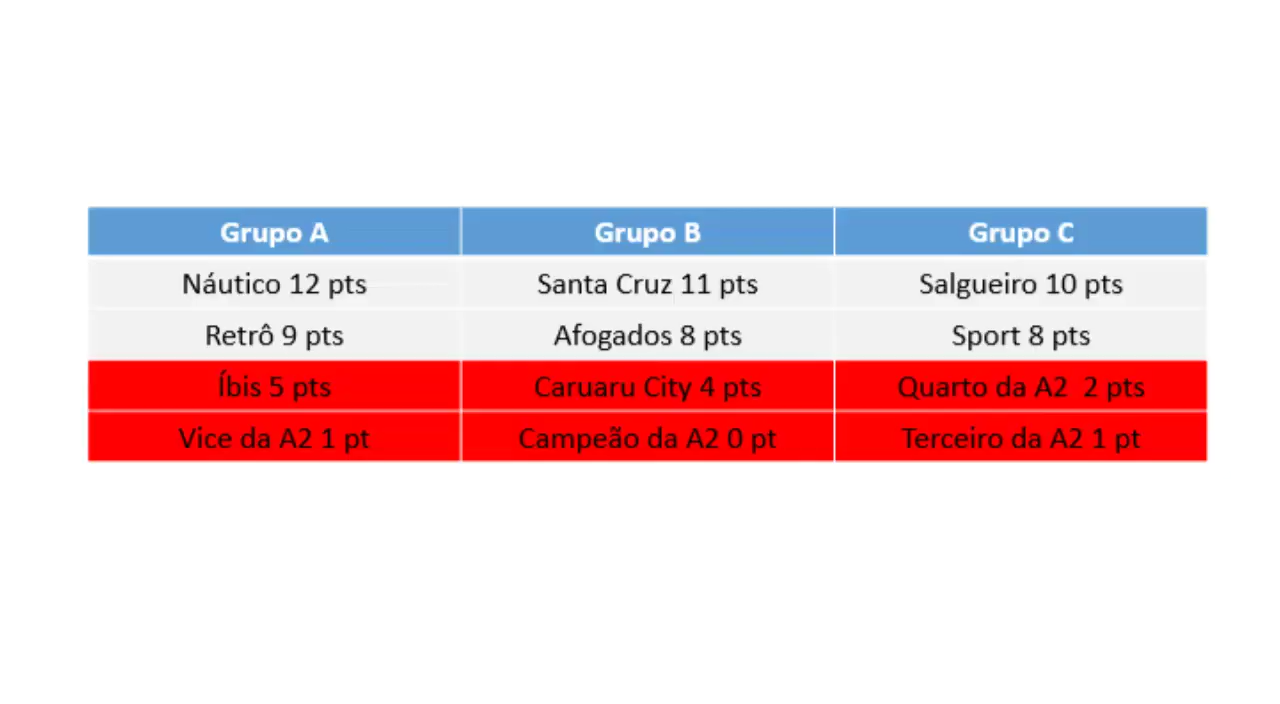 Grupo A Grupo B Grupo C
Náutico 12 pts Santa Cruz 11 pts Salgueiro 10 pts
Retrô 9 pts Afogados 8 pts Sport 8 pts
Íbis 5 pts Caruaru City 4 pts Quarto da A2  2 pts
Vice da A2 1 pt Campeão da A2 0 pt Terceiro da A2 1 pt